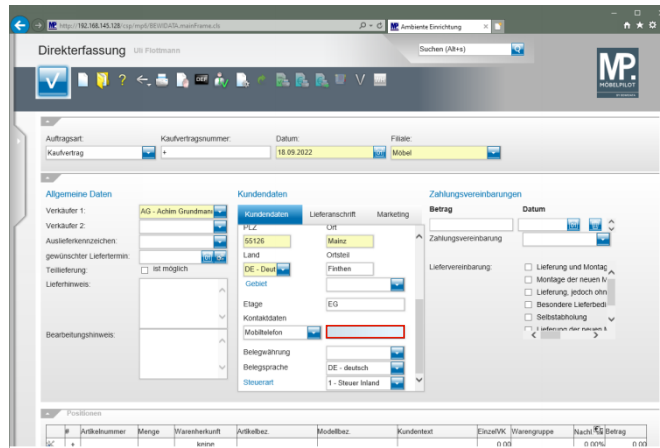 http://192.168.145.128/csp/mp6/BEWIDATA.mainFrame.cls
Ambiente Einrichtung
Direkterfassung Uli Flottmann
Suchen (Alt+s)
MP.
MÖBELPILOT
DEF
Auftragsart: Kaufvertragsnummer: Datum: Filiale:
Kaufvertrag + 18.09.2022 Möbel
Allgemeine Daten Kundendaten Zahlungsvereinbarungen
Verkäufer 1: AG - Achim Grundmann Kundendaten Lieferanschrift Marketing Betrag Datum
Verkäufer 2: PLZ Ort
Auslieferkennzeichen: 55126 Mainz Zahlungsvereinbarung
gewünschter Liefertermin: Land Ortsteil
Teillieferung: ist möglich DE - Deut Finthen Liefervereinbarung: Lieferung und Montag
Lieferhinweis: Gebiet Montage der neuen M
Etage EG Lieferung, jedoch ohn
Kontaktdaten Besondere Lieferbedi
Bearbeitungshinweis: Mobiltelefon Selbstabholung
Lieferung der neuen M
Belegwährung
Belegsprache DE - deutsch
Steuerart 1 - Steuer Inland
Positionen
# Artikelnummer Menge Warenherkunft Artikelbez. Modellbez. Kundentext EinzelVK Warengruppe Nachl Betrag
+ keine 0.00 0.00% 0.00